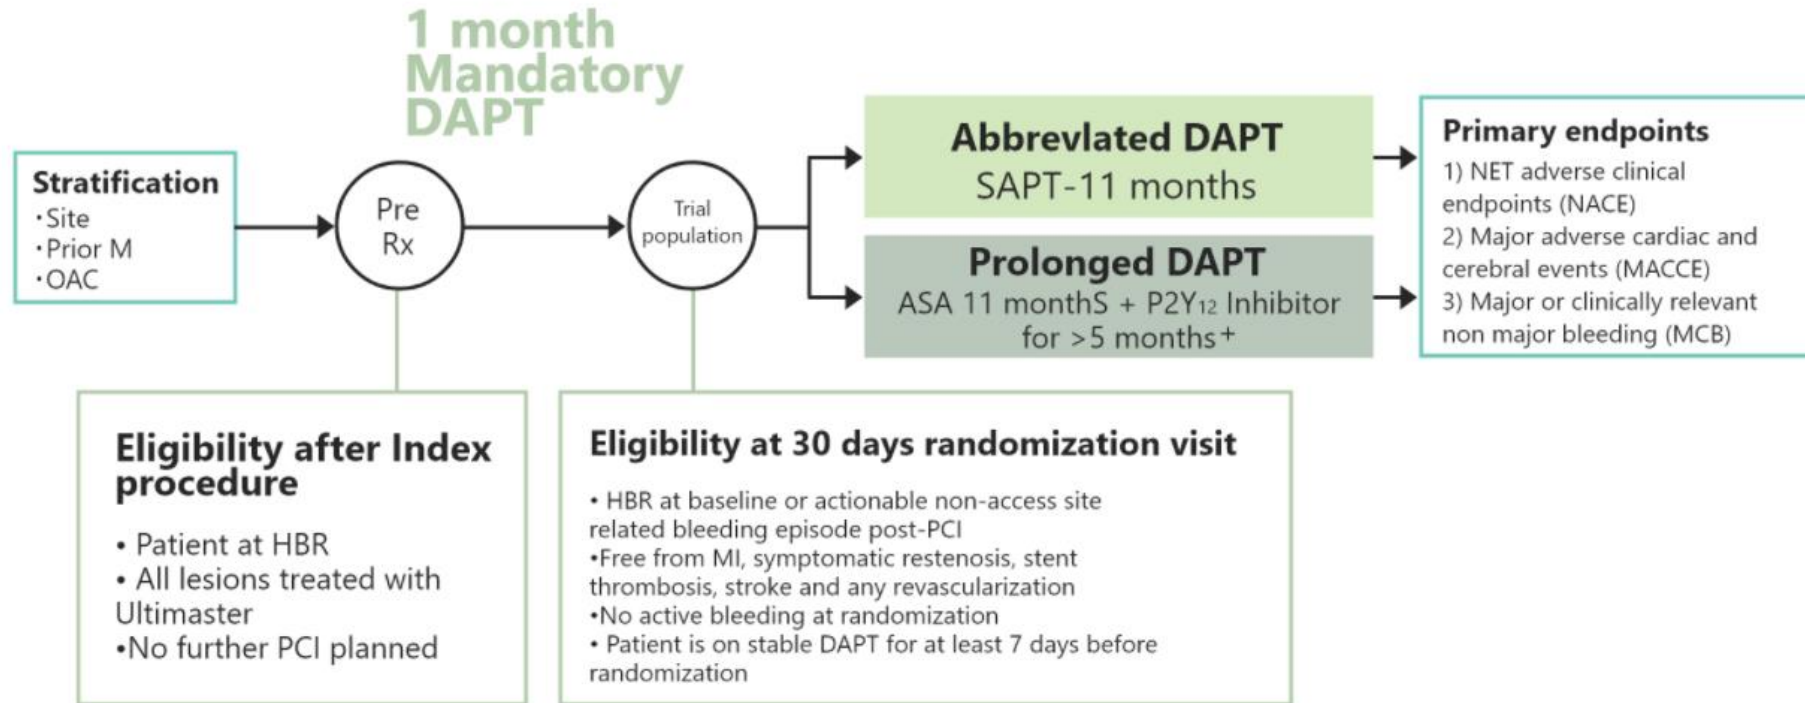 1 month
Mandatory
DAPT
Stratification
·Site
·Prior M
·OAC
Pre
Rx
Trial
population
Abbrevlated DAPT
SAPT-11 months
Prolonged DAPT
ASA 11 monthS + P2Y₁₂ Inhibitor
for >5 months⁺
Primary endpoints
1) NET adverse clinical
endpoints (NACE)
2) Major adverse cardiac and
cerebral events (MACCE)
3) Major or clinically relevant
non major bleeding (MCB)
Eligibility after Index
procedure
• Patient at HBR
• All lesions treated with
Ultimaster
•No further PCI planned
Eligibility at 30 days randomization visit
• HBR at baseline or actionable non-access site
related bleeding episode post-PCI
•Free from MI, symptomatic restenosis, stent
thrombosis, stroke and any revascularization
•No active bleeding at randomization
• Patient is on stable DAPT for at least 7 days before
randomization